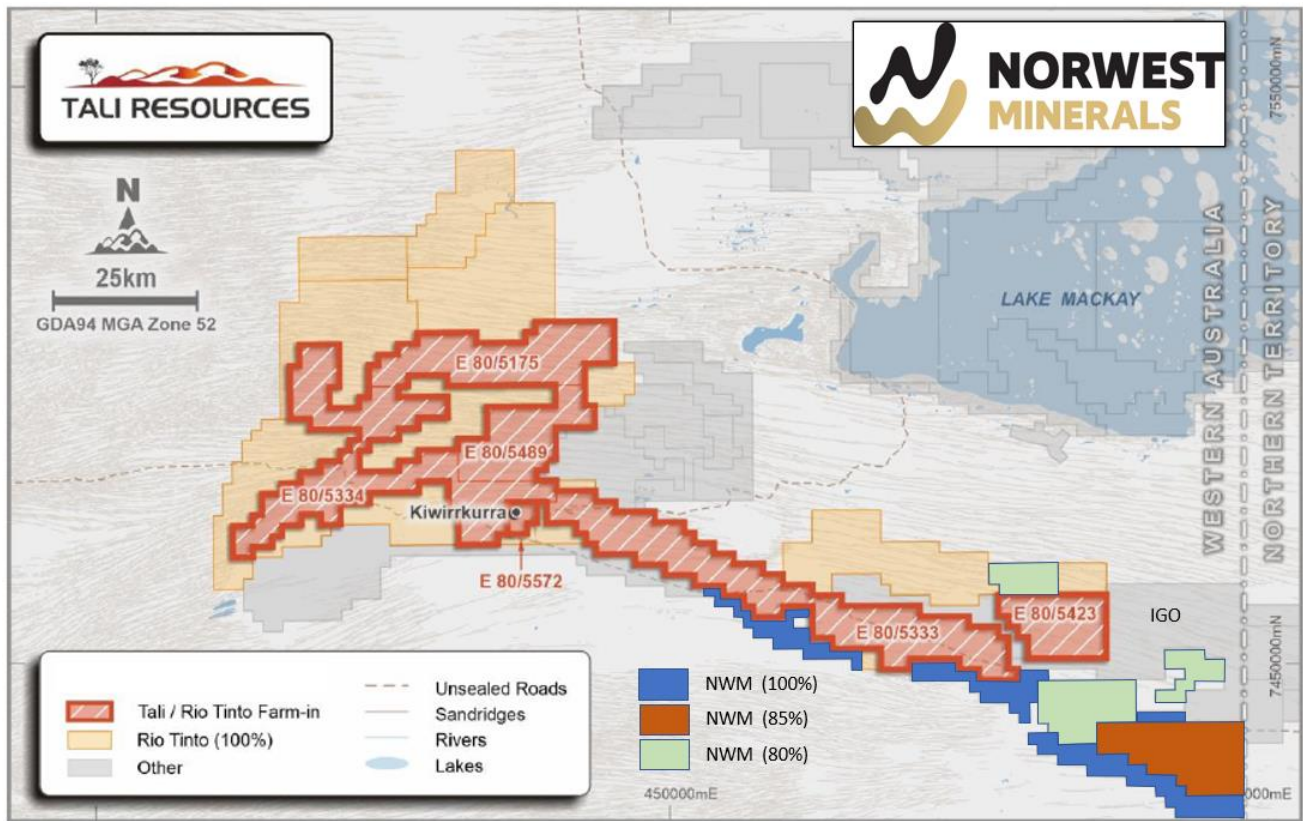 TALI RESOURCES
NORWEST
MINERALS
7550000mN
N
25km
GDA94 MGA Zone 52
WESTERN AUSTRALIA
NORTHERN TERRITORY
LAKE MACKAY
E 80/5175
E 80/5489
E 80/5334
Kiwirrkurra
E 80/5572
E 80/5423
E 80/5333
IGO
7450000mN
Tali / Rio Tinto Farm-in
Rio Tinto (100%)
Other
Unsealed Roads
Sandridges
Rivers
Lakes
NWM (100%)
NWM (85%)
NWM (80%)
450000mE
000mE